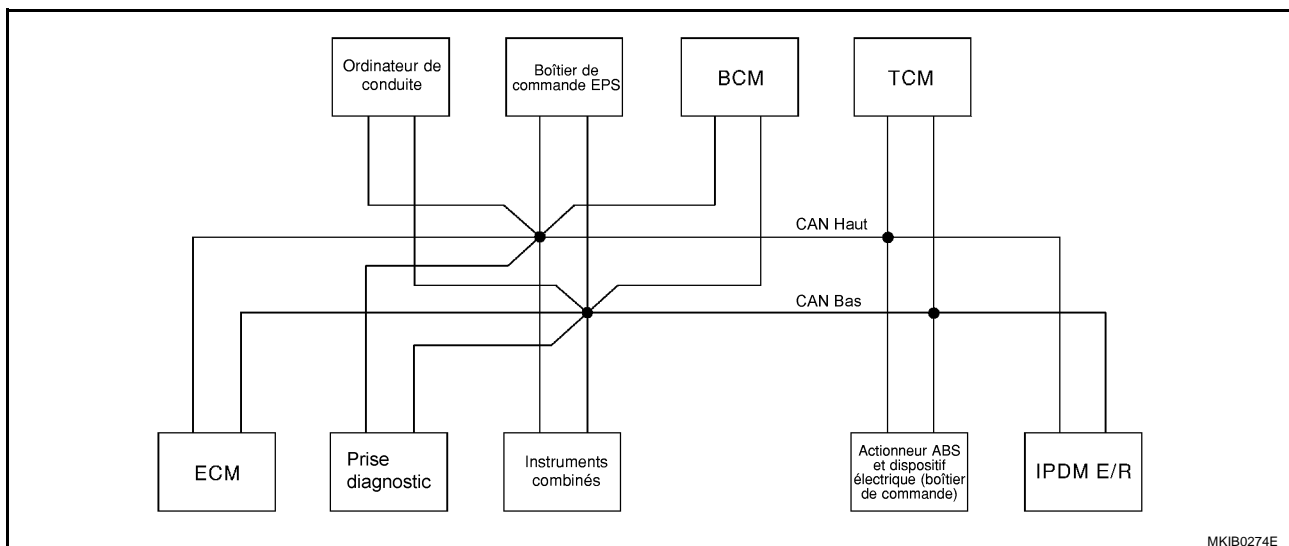 Ordinateur de
conduite
Boîtier de
commande EPS
BCM
TCM
CAN Haut
CAN Bas
ECM
Prise
diagnostic
Instruments
combinés
Actionneur ABS
et dispositif
électrique (boîtier
de commande)
IPDM E/R
MKIB0274E